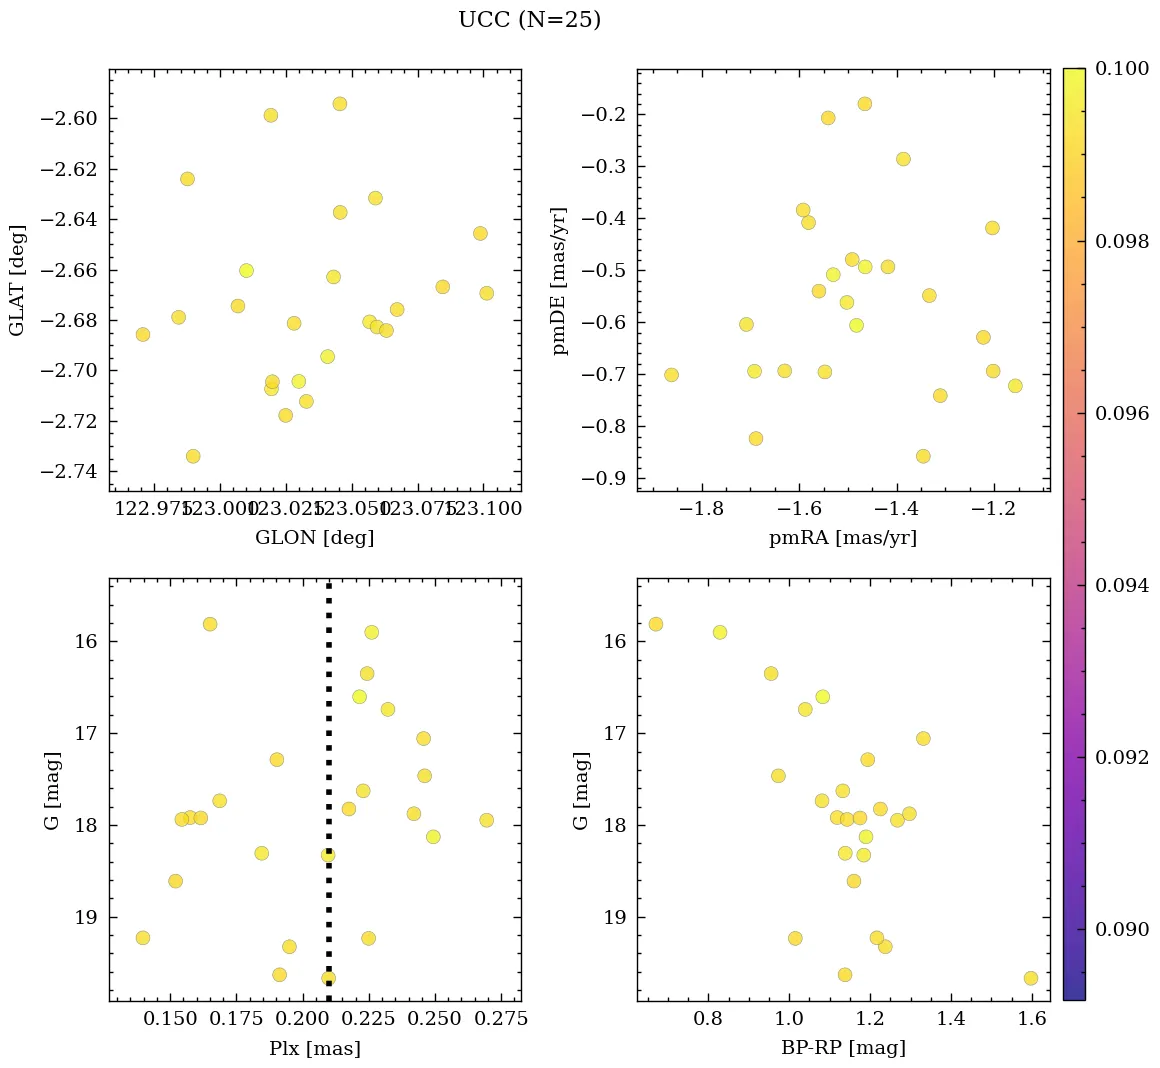 UCC (N=25)
−2.60
−2.62
−2.64
−2.66
−2.68
−2.70
−2.72
−2.74
GLAT [deg]
122.975 123.000 123.025 123.050 123.075 123.100
GLON [deg]
−0.2
−0.3
−0.4
−0.5
−0.6
−0.7
−0.8
−0.9
pmDE [mas/yr]
−1.8 −1.6 −1.4 −1.2
pmRA [mas/yr]
0.100
0.098
0.096
0.094
0.092
0.090
16
17
18
19
G [mag]
0.150 0.175 0.200 0.225 0.250 0.275
Plx [mas]
16
17
18
19
G [mag]
0.8 1.0 1.2 1.4 1.6
BP-RP [mag]